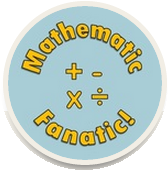 Mathematic
+ -
x ÷
Fanatic!